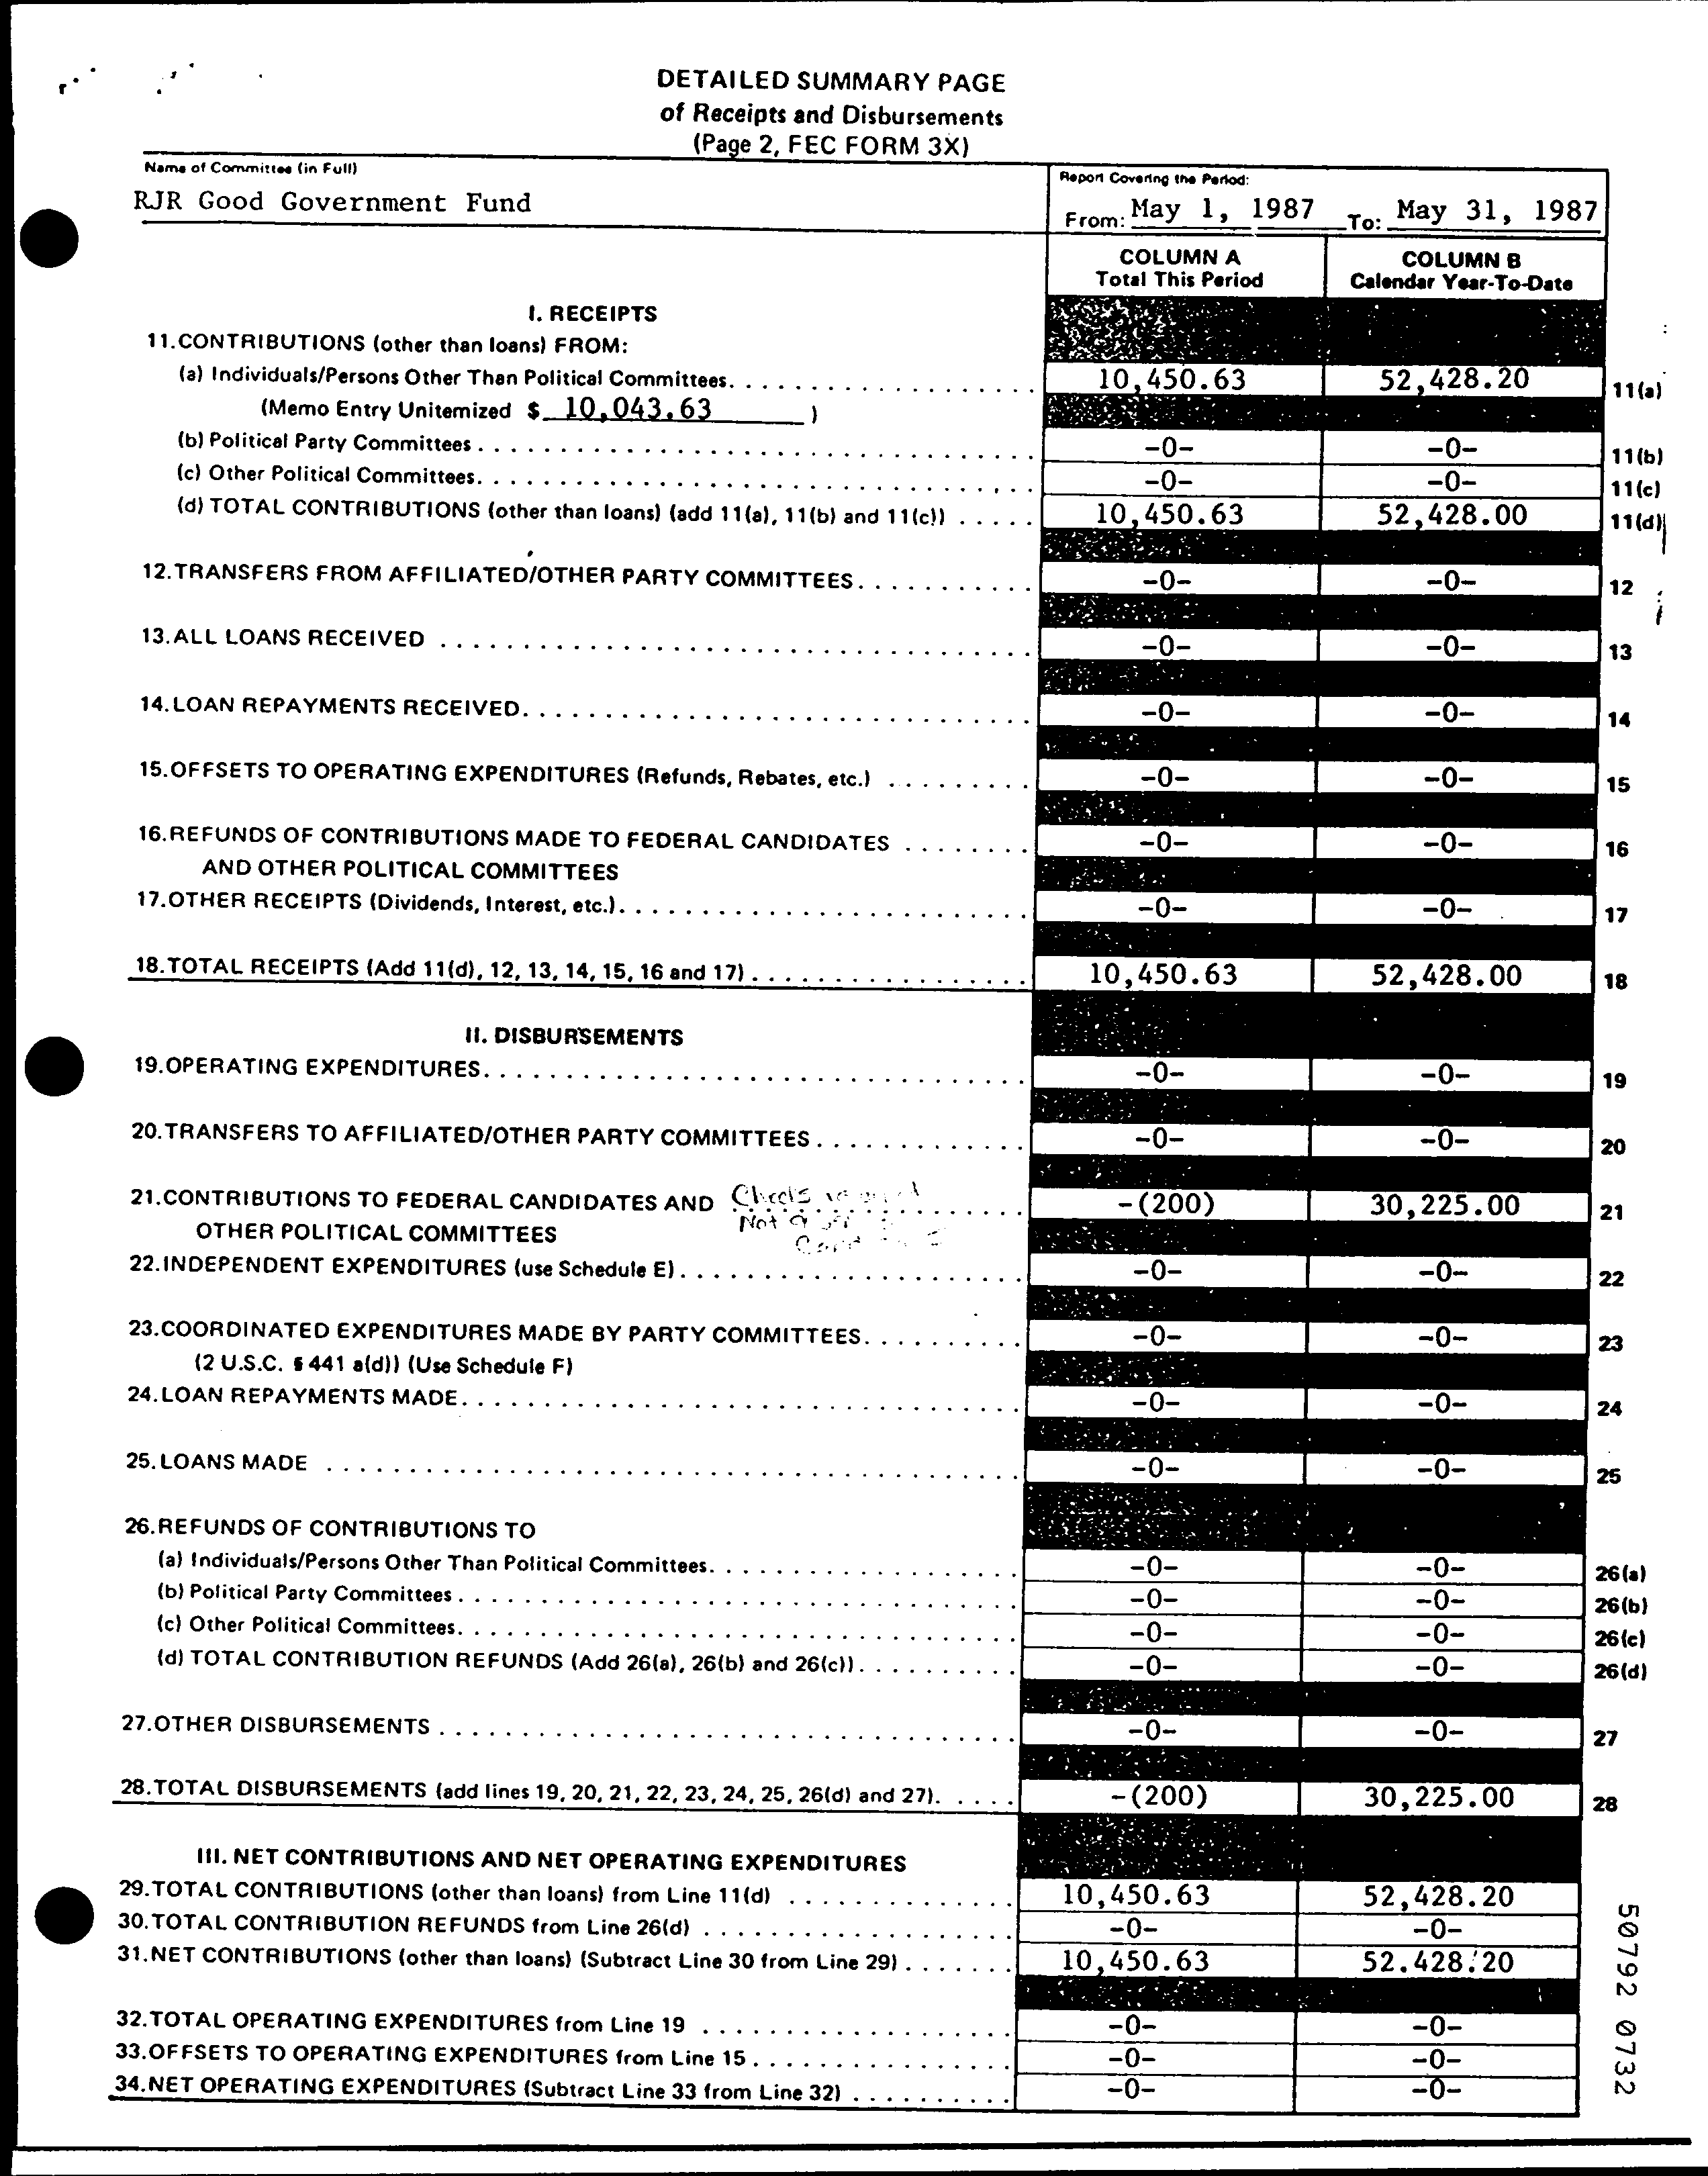 DETAILED SUMMARY PAGE
of Receipts and Disbursements
(Page 2, FEC FORM 3X)
Name of Committee (in Full)
RJR Good Government Fund
Report Covering the Period:
From: May 1, 1987 To: May 31, 1987
COLUMN A COLUMN B
Total This Period Calendar Year-To-Date
I. RECEIPTS
11.CONTRIBUTIONS (other than loans) FROM:
(a) Individuals/Persons Other Than Political Committees. 10,450.63 52,428.20 11(a)
(Memo Entry Unitemized $ 10,043.63 )
(b) Political Party Committees -0- -0- 11(b)
(c) Other Political Committees. -0- -0- 11(c)
(d) TOTAL CONTRIBUTIONS (other than loans) (add 11(a), 11(b) and 11(c)) 10,450.63 52,428.00 11(d)
12.TRANSFERS FROM AFFILIATED/OTHER PARTY COMMITTEES. -0- -0- 12
13.ALL LOANS RECEIVED -0- -0- 13
14.LOAN REPAYMENTS RECEIVED. -0- -0- 14
15.OFFSETS TO OPERATING EXPENDITURES (Refunds, Rebates, etc.) -0- -0- 15
16.REFUNDS OF CONTRIBUTIONS MADE TO FEDERAL CANDIDATES -0- -0- 16
AND OTHER POLITICAL COMMITTEES
17.OTHER RECEIPTS (Dividends, Interest, etc.). -0- -0- 17
18.TOTAL RECEIPTS (Add 11(d), 12, 13, 14, 15, 16 and 17) 10,450.63 52,428.00 18
II. DISBURSEMENTS
19.OPERATING EXPENDITURES. -0- -0- 19
20.TRANSFERS TO AFFILIATED/OTHER PARTY COMMITTEES -0- -0- 20
21.CONTRIBUTIONS TO FEDERAL CANDIDATES AND Checks -(200) 30,225.00 21
OTHER POLITICAL COMMITTEES Not
22.INDEPENDENT EXPENDITURES (use Schedule E). -0- -0- 22
23.COORDINATED EXPENDITURES MADE BY PARTY COMMITTEES. -0- -0- 23
(2 U.S.C. § 441 a(d)) (Use Schedule F)
24.LOAN REPAYMENTS MADE. -0- -0- 24
25.LOANS MADE -0- -0- 25
26.REFUNDS OF CONTRIBUTIONS TO
(a) Individuals/Persons Other Than Political Committees. -0- -0- 26(a)
(b) Political Party Committees -0- -0- 26(b)
(c) Other Political Committees. -0- -0- 26(c)
(d) TOTAL CONTRIBUTION REFUNDS (Add 26(a), 26(b) and 26(c)). -0- -0- 26(d)
27.OTHER DISBURSEMENTS -0- -0- 27
28.TOTAL DISBURSEMENTS (add lines 19, 20, 21, 22, 23, 24, 25, 26(d) and 27). -(200) 30,225.00 28
III. NET CONTRIBUTIONS AND NET OPERATING EXPENDITURES
29.TOTAL CONTRIBUTIONS (other than loans) from Line 11(d) 10,450.63 52,428.20
30.TOTAL CONTRIBUTION REFUNDS from Line 26(d) -0- -0-
31.NET CONTRIBUTIONS (other than loans) (Subtract Line 30 from Line 29) 10,450.63 52.428.20
32.TOTAL OPERATING EXPENDITURES from Line 19 -0- -0-
33.OFFSETS TO OPERATING EXPENDITURES from Line 15 -0- -0-
34.NET OPERATING EXPENDITURES (Subtract Line 33 from Line 32) -0- -0-
50792 0732